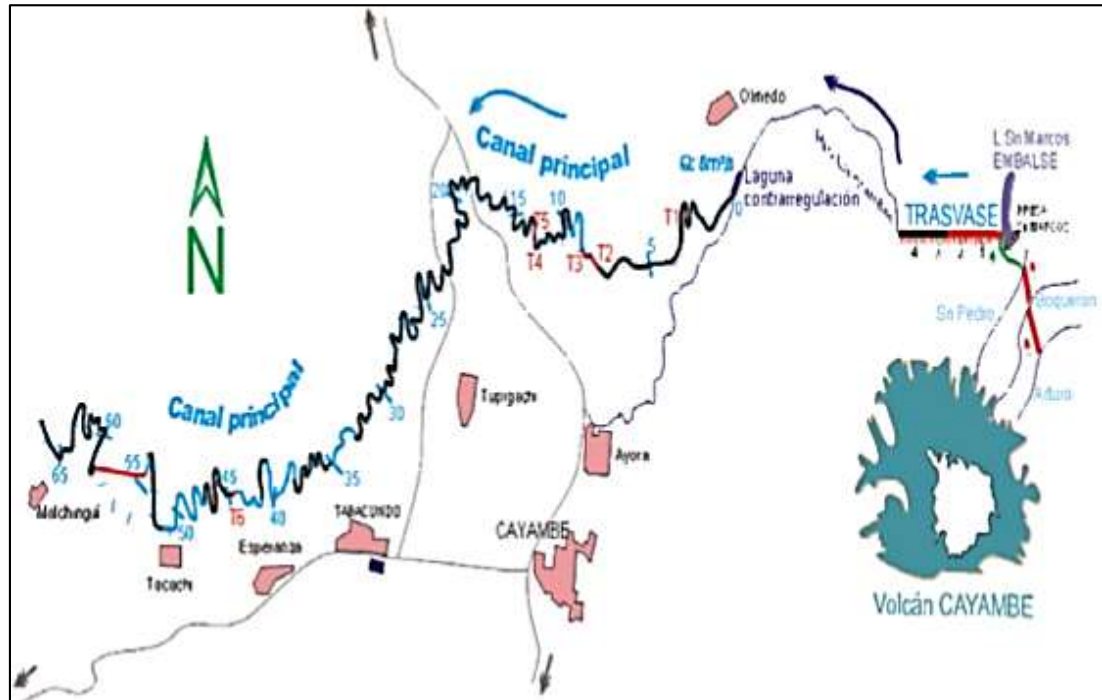 Olmedo
L. Sn Marcos
EMBALSE
Canal principal
Q: 8m³/s
Laguna
contrarregulación
TRASVASE
20
15
10
T5
T4
T3
T2
T1
5
0
4
Sn Pedro
Boqueron
Arturo
N
25
Canal principal
Tupigachi
30
Ayora
60
65
55
45
35
Malchinguí
T6
40
50
TABACUNDO
CAYAMBE
Esperanza
Tocachi
Volcán CAYAMBE